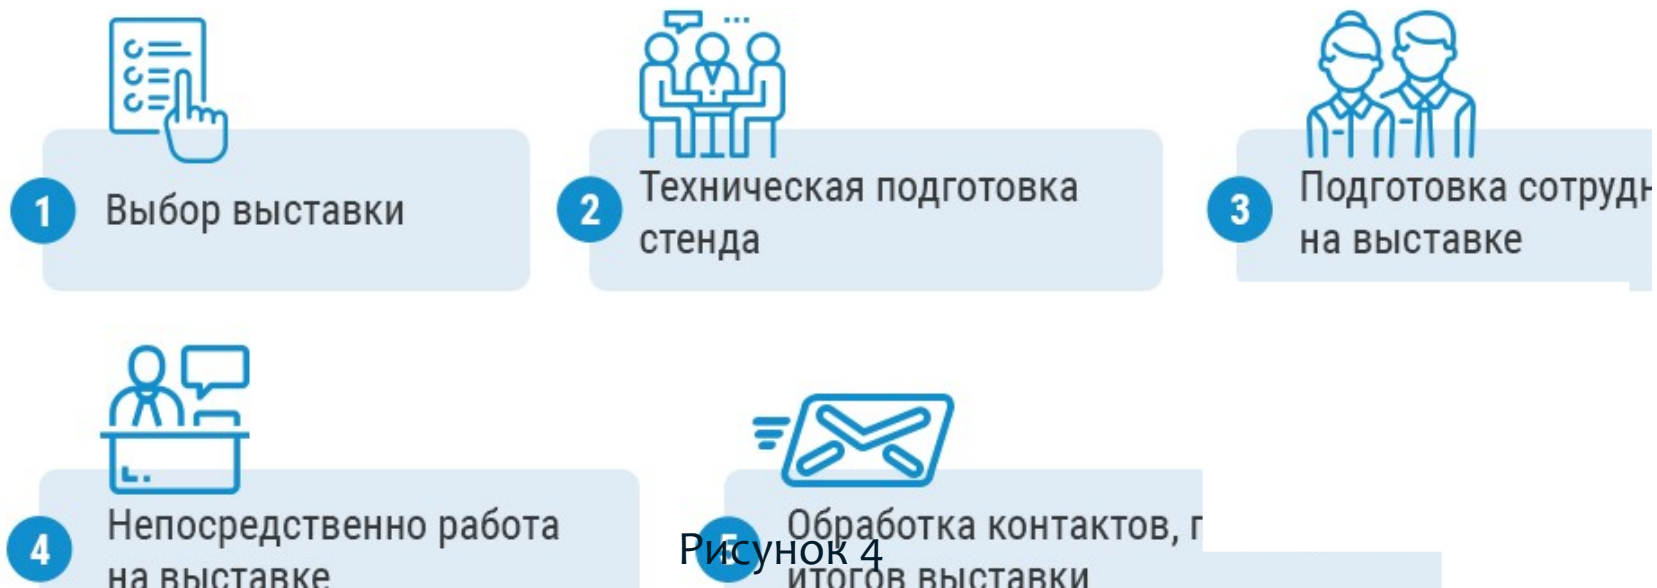 1
Выбор выставки
2
Техническая подготовка
стенда
3
Подготовка сотрудн
на выставке
4
Непосредственно работа
на выставке
5
Обработка контактов, п
итогов выставки
Рисунок 4